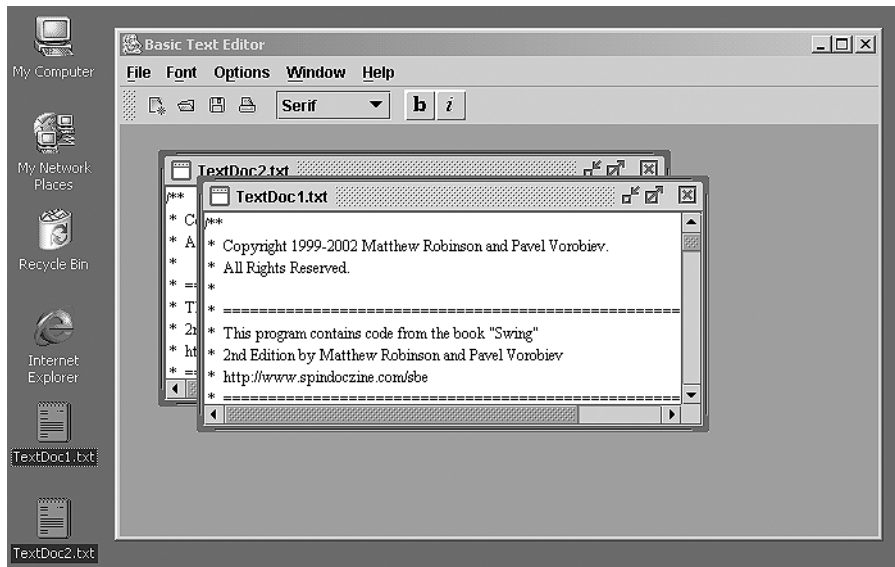 My Computer
My Network
Places
Recycle Bin
Internet
Explorer
TextDoc1.txt
TextDoc2.txt
Basic Text Editor
File Font Options Window Help
Serif b i
TextDoc2.txt
/**
* C
* A
*
* ==
* T
* 2
* ht
* ==
TextDoc1.txt
/**
* Copyright 1999-2002 Matthew Robinson and Pavel Vorobiev.
* All Rights Reserved.
*
* ===================================================
* This program contains code from the book "Swing"
* 2nd Edition by Matthew Robinson and Pavel Vorobiev
* http://www.spindoczine.com/sbe
* ===================================================